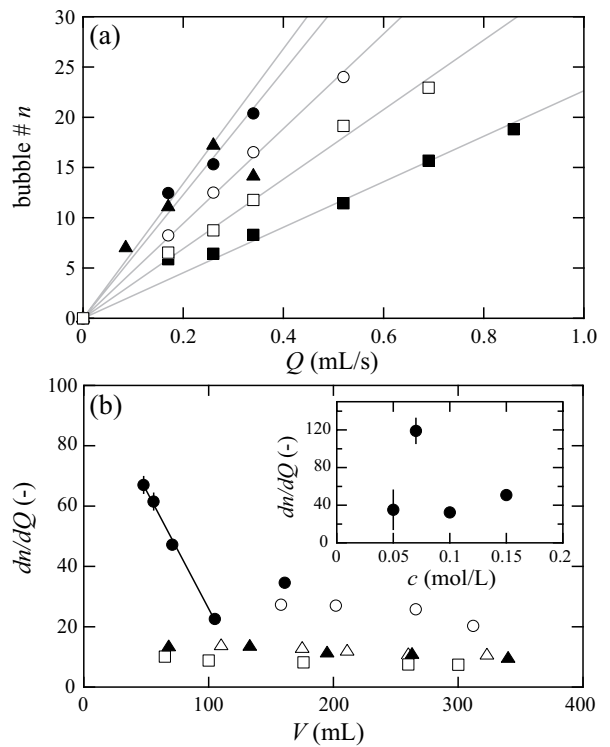 (a)
30
25
20
15
10
5
0
bubble # n
0 0.2 0.4 0.6 0.8 1.0
Q (mL/s)
(b)
100
80
60
40
20
0
dn/dQ (-)
120
80
40
0
dn/dQ (-)
0 0.05 0.1 0.15 0.2
c (mol/L)
0 100 200 300 400
V (mL)